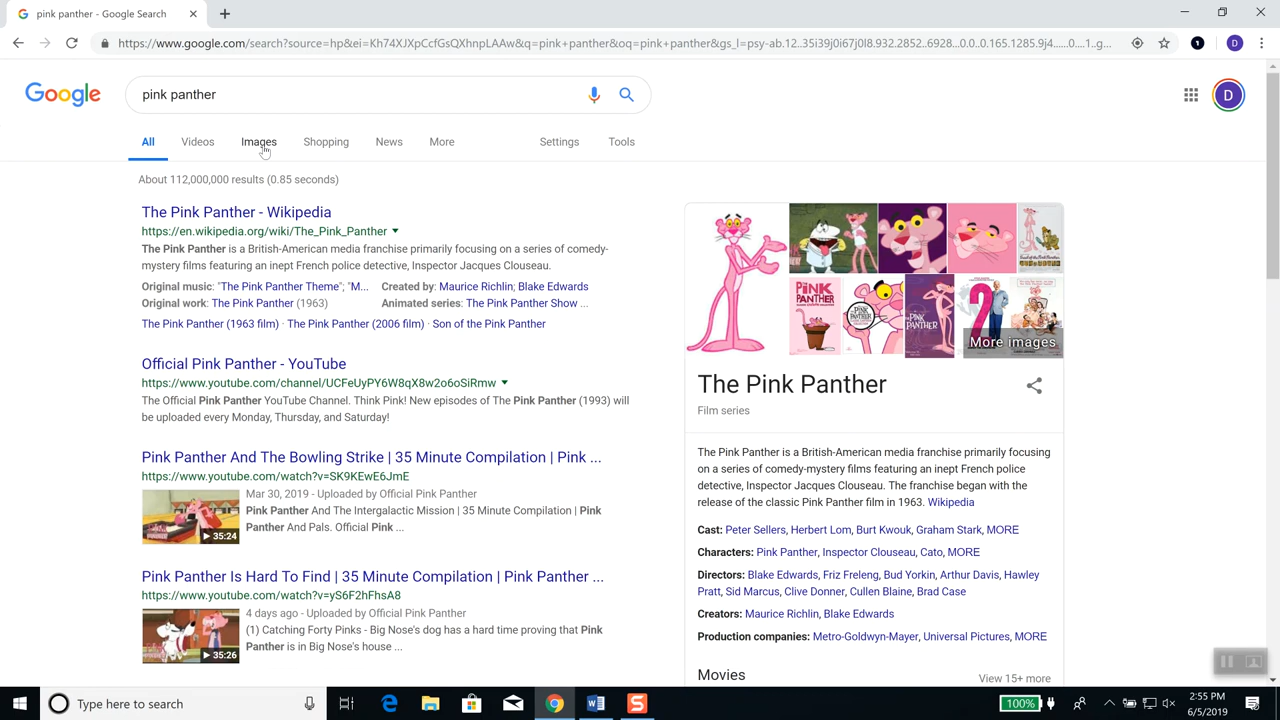 pink panther - Google Search
https://www.google.com/search?source=hp&ei=Kh74XJXpCcfGsQXhnpLAAw&q=pink+panther&oq=pink+panther&gs_l=psy-ab.12..35i39j0i67j0l8.932.2852..6928...0.0..0.165.1285.9j4......0....1..g...
Google
pink panther
D
All Videos Images Shopping News More Settings Tools
About 112,000,000 results (0.85 seconds)
The Pink Panther - Wikipedia
https://en.wikipedia.org/wiki/The_Pink_Panther
The Pink Panther is a British-American media franchise primarily focusing on a series of comedy-
mystery films featuring an inept French police detective, Inspector Jacques Clouseau.
Original music: "The Pink Panther Theme"; "M... Created by: Maurice Richlin; Blake Edwards
Original work: The Pink Panther (1963) Animated series: The Pink Panther Show ...
The Pink Panther (1963 film) · The Pink Panther (2006 film) · Son of the Pink Panther
Official Pink Panther - YouTube
https://www.youtube.com/channel/UCFeUyPY6W8qX8w2o6oSiRmw
The Official Pink Panther YouTube Channel. Think Pink! New episodes of The Pink Panther (1993) will
be uploaded every Monday, Thursday, and Saturday!
Pink Panther And The Bowling Strike | 35 Minute Compilation | Pink ...
https://www.youtube.com/watch?v=SK9KEwE6JmE
Mar 30, 2019 - Uploaded by Official Pink Panther
Pink Panther And The Intergalactic Mission | 35 Minute Compilation | Pink
Panther And Pals. Official Pink ...
35:24
Pink Panther Is Hard To Find | 35 Minute Compilation | Pink Panther ...
https://www.youtube.com/watch?v=yS6F2hFhsA8
4 days ago - Uploaded by Official Pink Panther
(1) Catching Forty Pinks - Big Nose's dog has a hard time proving that Pink
Panther is in Big Nose's house ...
35:26
PINK
PANTHER
PINK
PANTHER
More images
The Pink Panther
Film series
The Pink Panther is a British-American media franchise primarily focusing
on a series of comedy-mystery films featuring an inept French police
detective, Inspector Jacques Clouseau. The franchise began with the
release of the classic Pink Panther film in 1963. Wikipedia
Cast: Peter Sellers, Herbert Lom, Burt Kwouk, Graham Stark, MORE
Characters: Pink Panther, Inspector Clouseau, Cato, MORE
Directors: Blake Edwards, Friz Freleng, Bud Yorkin, Arthur Davis, Hawley
Pratt, Sid Marcus, Clive Donner, Cullen Blaine, Brad Case
Creators: Maurice Richlin, Blake Edwards
Production companies: Metro-Goldwyn-Mayer, Universal Pictures, MORE
Movies
View 15+ more
Type here to search
100%
2:55 PM
6/5/2019